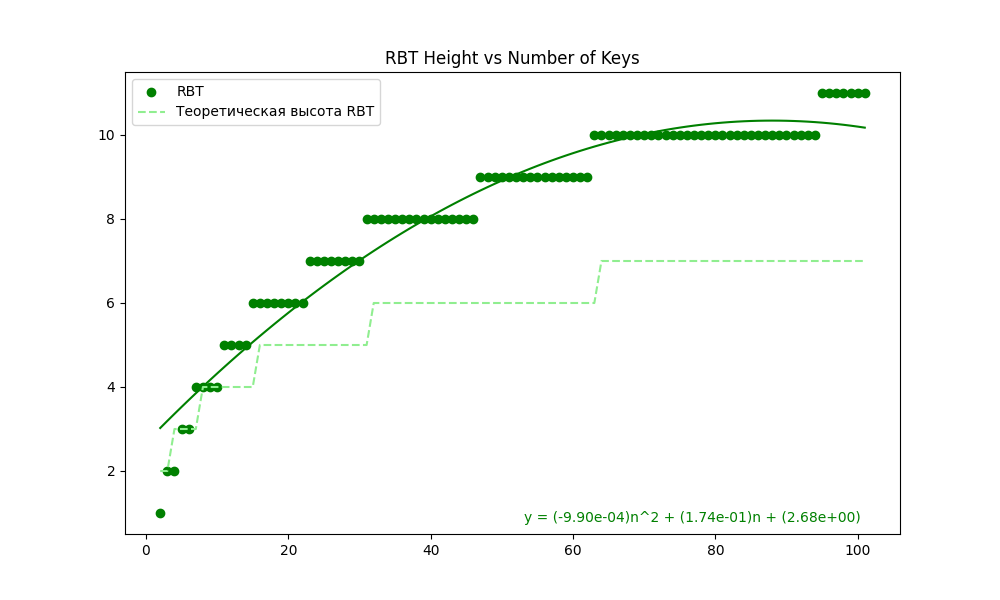 RBT Height vs Number of Keys
RBT
Теоретическая высота RBT
10
8
6
4
2
y = (-9.90e-04)n^2 + (1.74e-01)n + (2.68e+00)
0 20 40 60 80 100